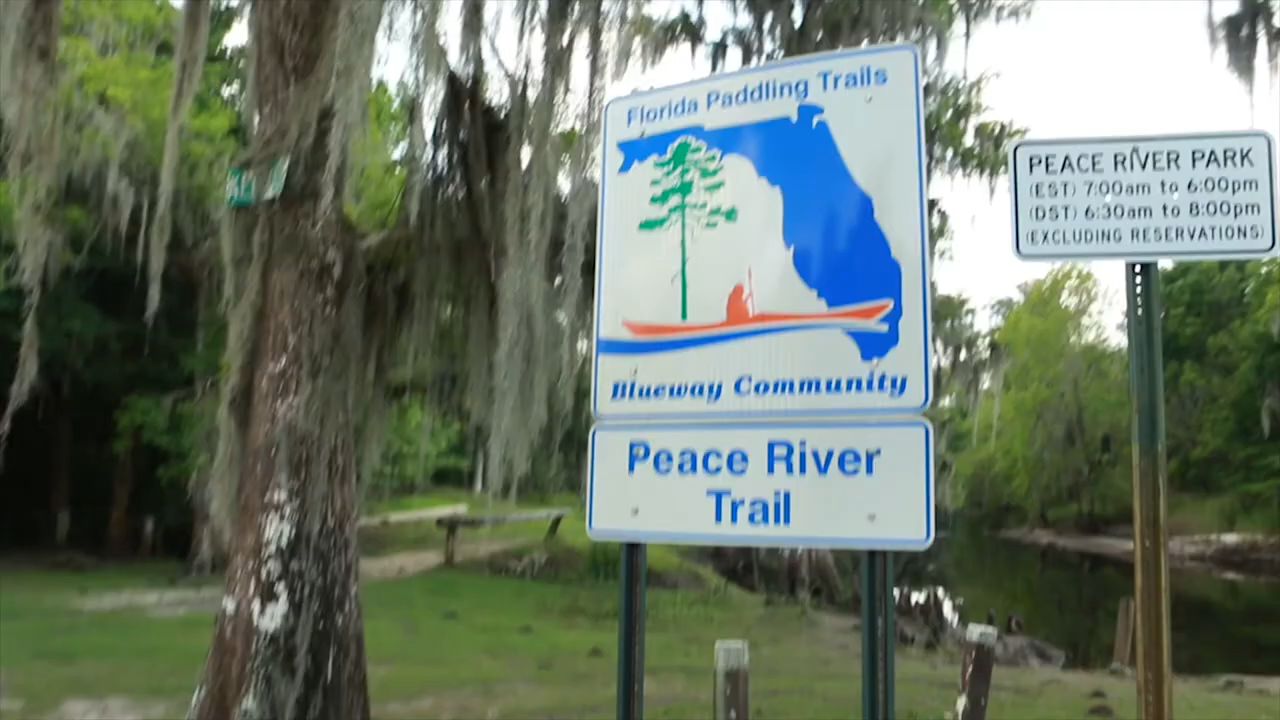 Florida Paddling Trails
Blueway Community
Peace River
Trail
PEACE RIVER PARK
(EST) 7:00am to 6:00pm
(DST) 6:30am to 8:00pm
(EXCLUDING RESERVATIONS)